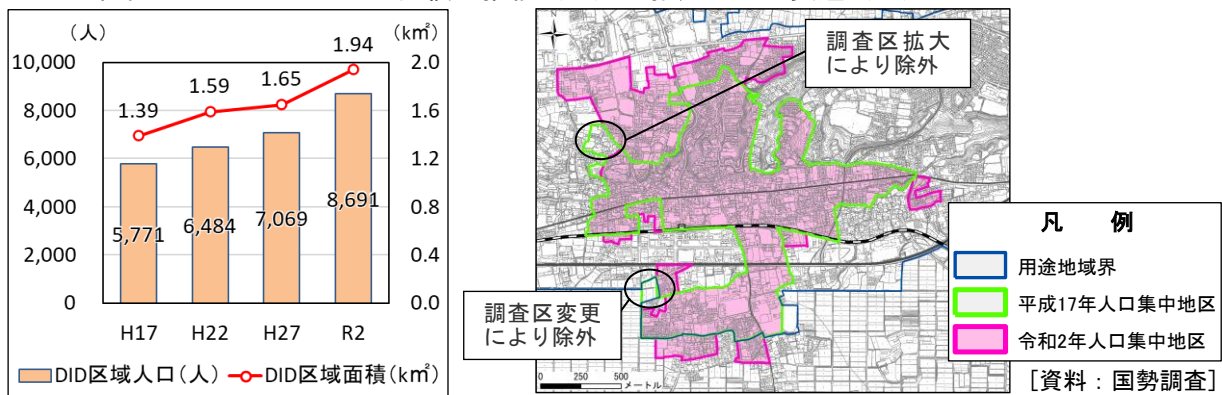 （人）
（km²）
10,000
8,000
6,000
4,000
2,000
0
2.0
1.6
1.2
0.8
0.4
0.0
1.39
1.59
1.65
1.94
5,771
6,484
7,069
8,691
H17
H22
H27
R2
DID区域人口(人)
DID区域面積(km²)
調査区拡大
により除外
調査区変更
により除外
0 250 500
メートル
凡 例
用途地域界
平成17年人口集中地区
令和2年人口集中地区
[資料：国勢調査]